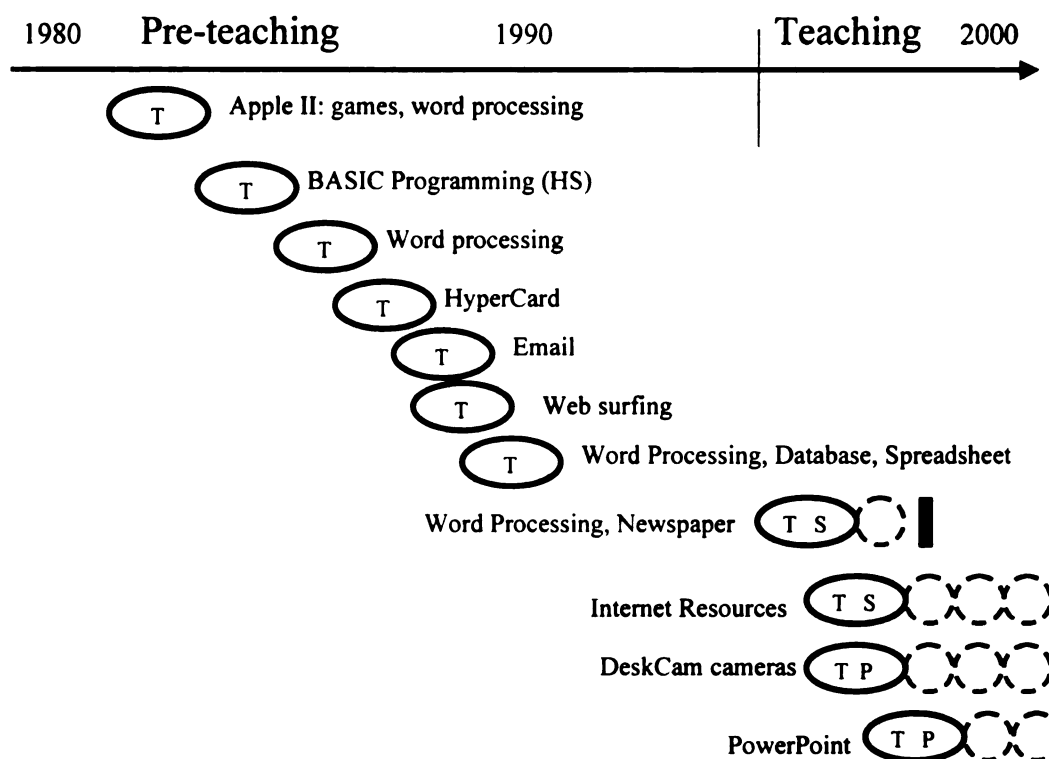 1980 Pre-teaching 1990 Teaching 2000
T Apple II: games, word processing
T BASIC Programming (HS)
T Word processing
T HyperCard
T Email
T Web surfing
T Word Processing, Database, Spreadsheet
Word Processing, Newspaper T S
Internet Resources T S
DeskCam cameras T P
PowerPoint T P